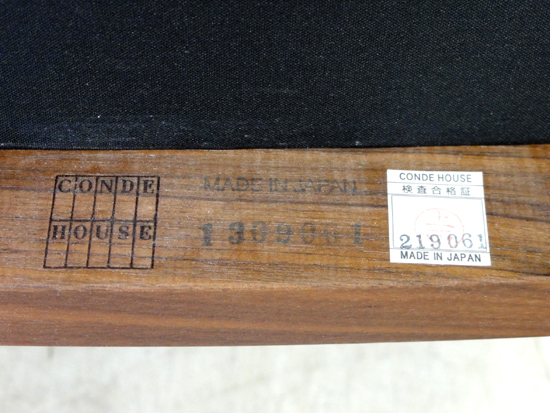 CONDE
HOUSE
MADE IN JAPAN
CONDE HOUSE
検査合格証
219061
MADE IN JAPAN